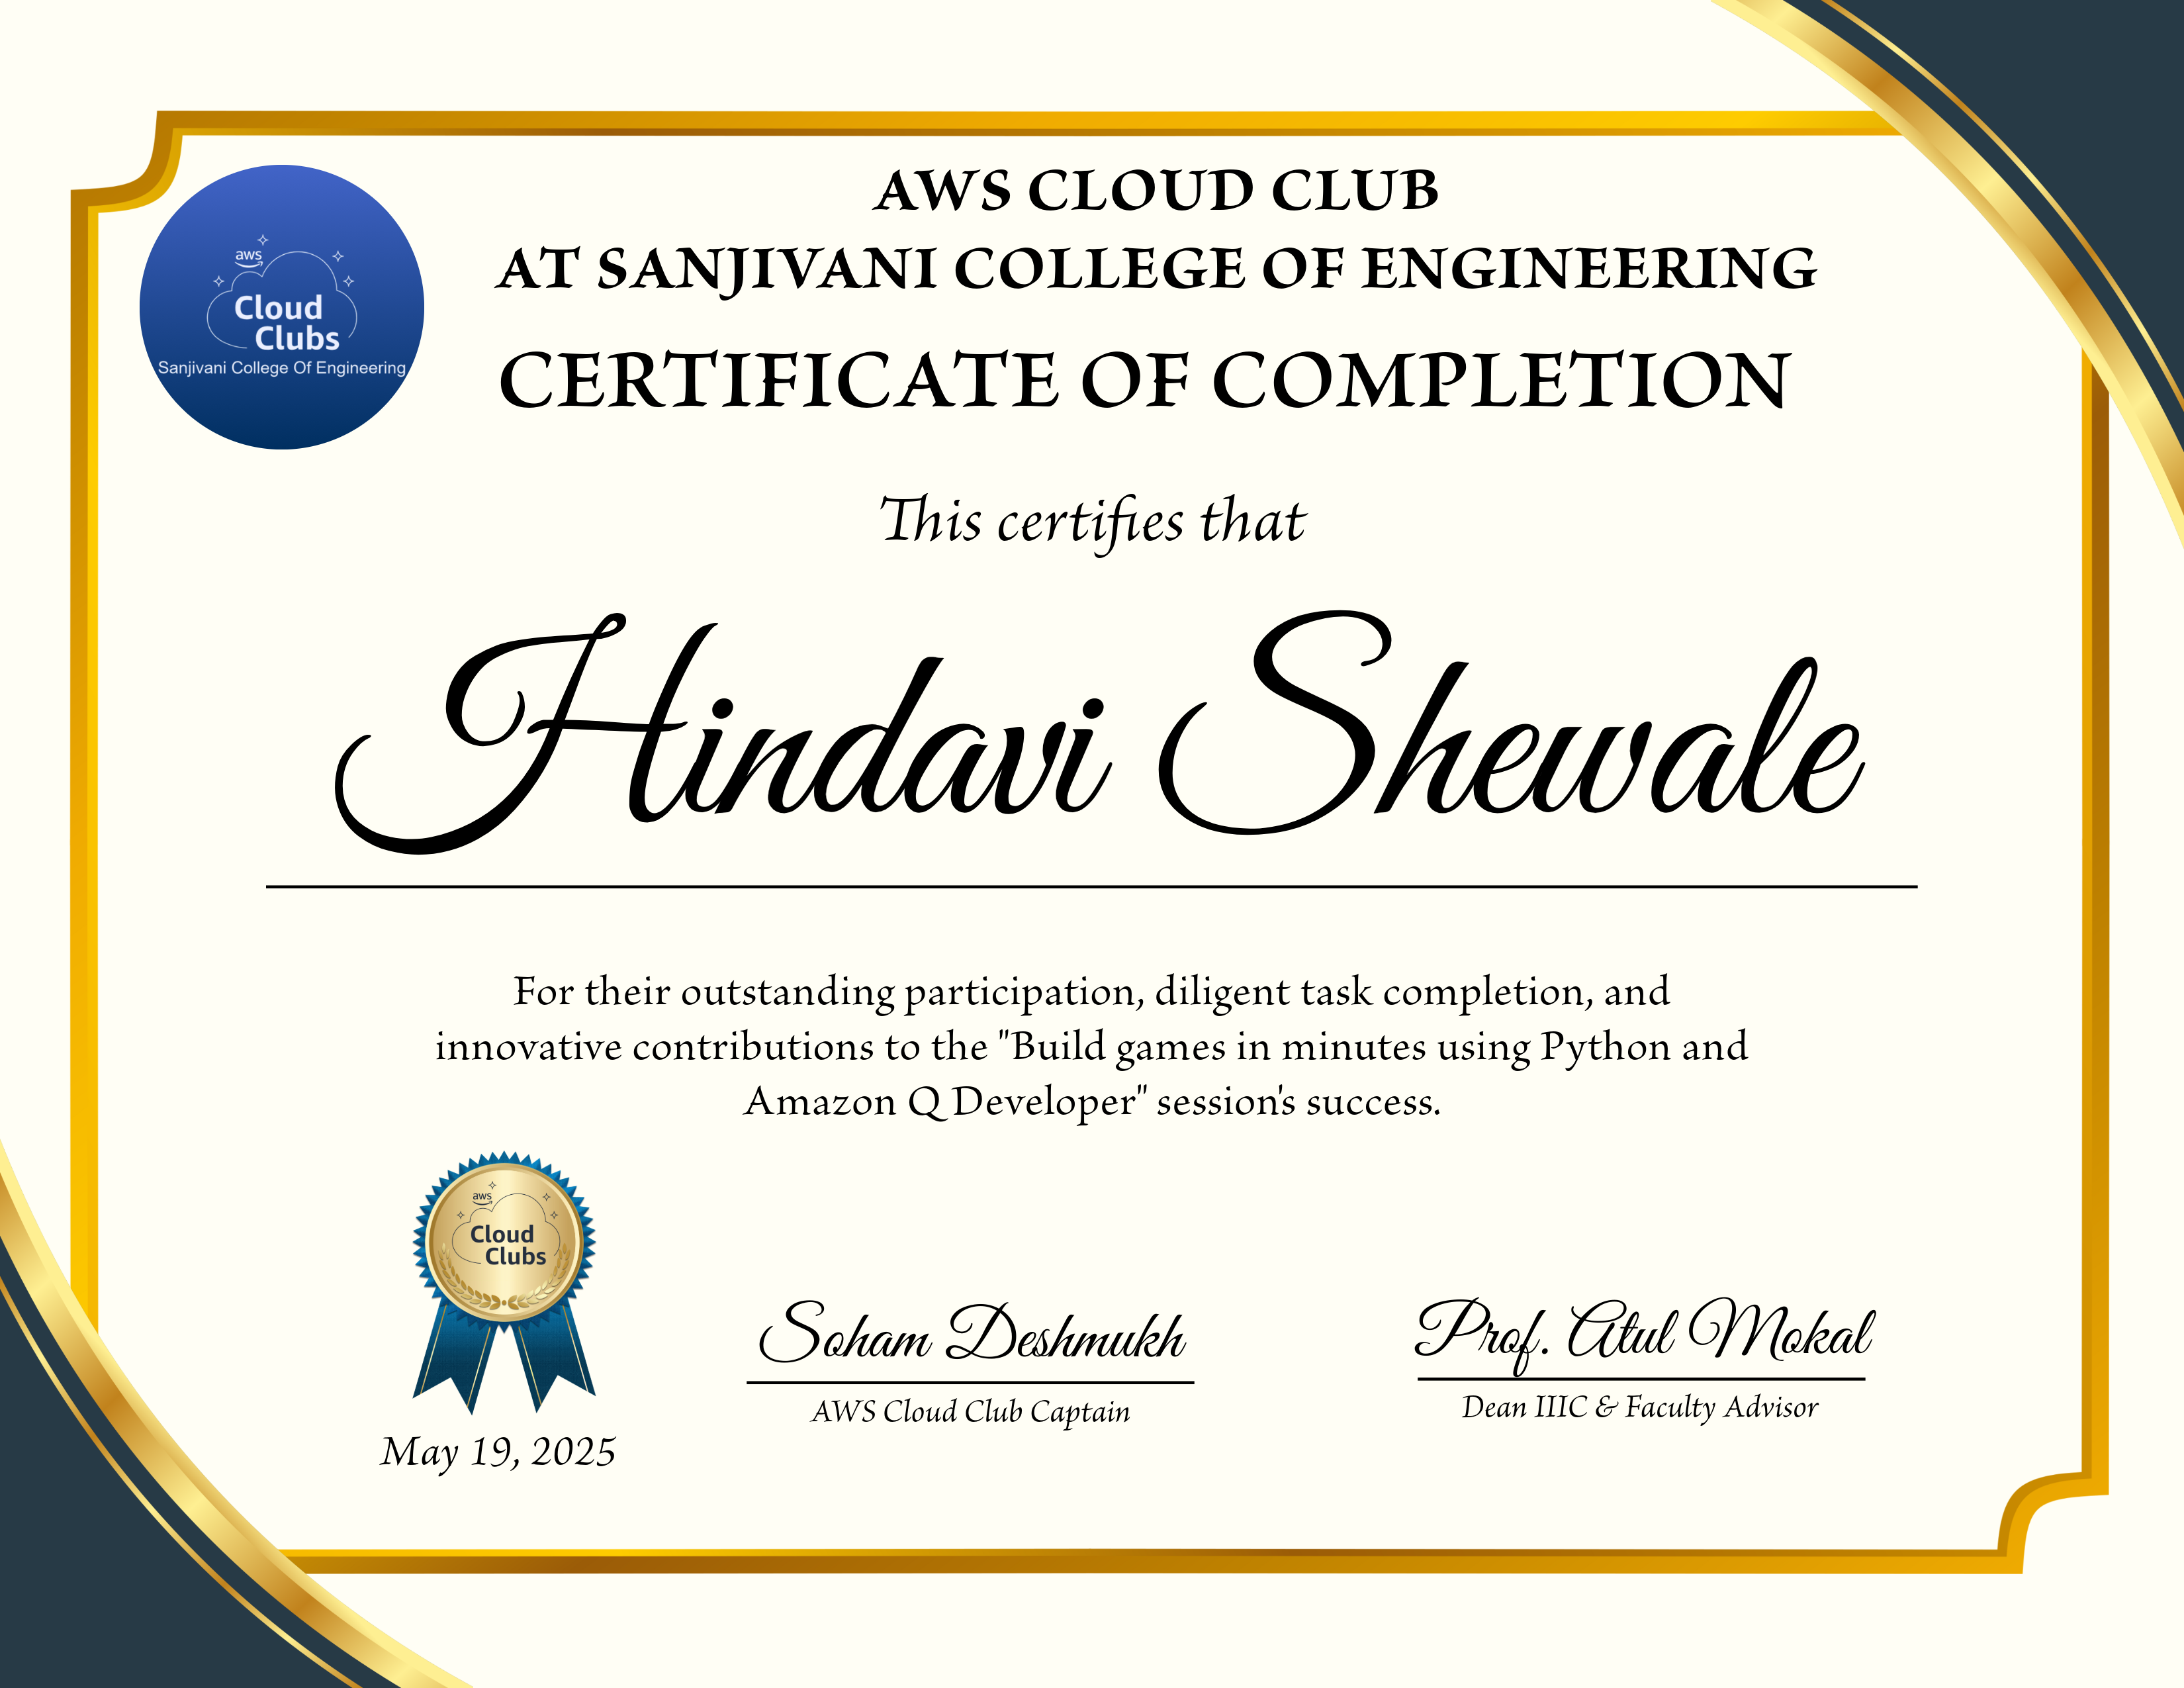 AWS CLOUD CLUB
AT SANJIVANI COLLEGE OF ENGINEERING
CERTIFICATE OF COMPLETION
aws
Cloud
Clubs
Sanjivani College Of Engineering
This certifies that
Hindavi Shewale
For their outstanding participation, diligent task completion, and
innovative contributions to the "Build games in minutes using Python and
Amazon Q Developer" session's success.
aws
Cloud
Clubs
May 19, 2025
Soham Deshmukh
AWS Cloud Club Captain
Prof. Atul Mokal
Dean IIIC & Faculty Advisor